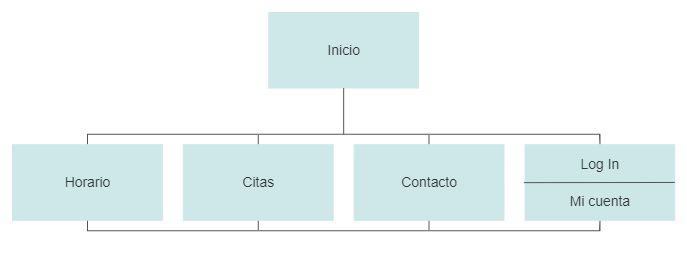 Inicio
Horario
Citas
Contacto
Log In
Mi cuenta